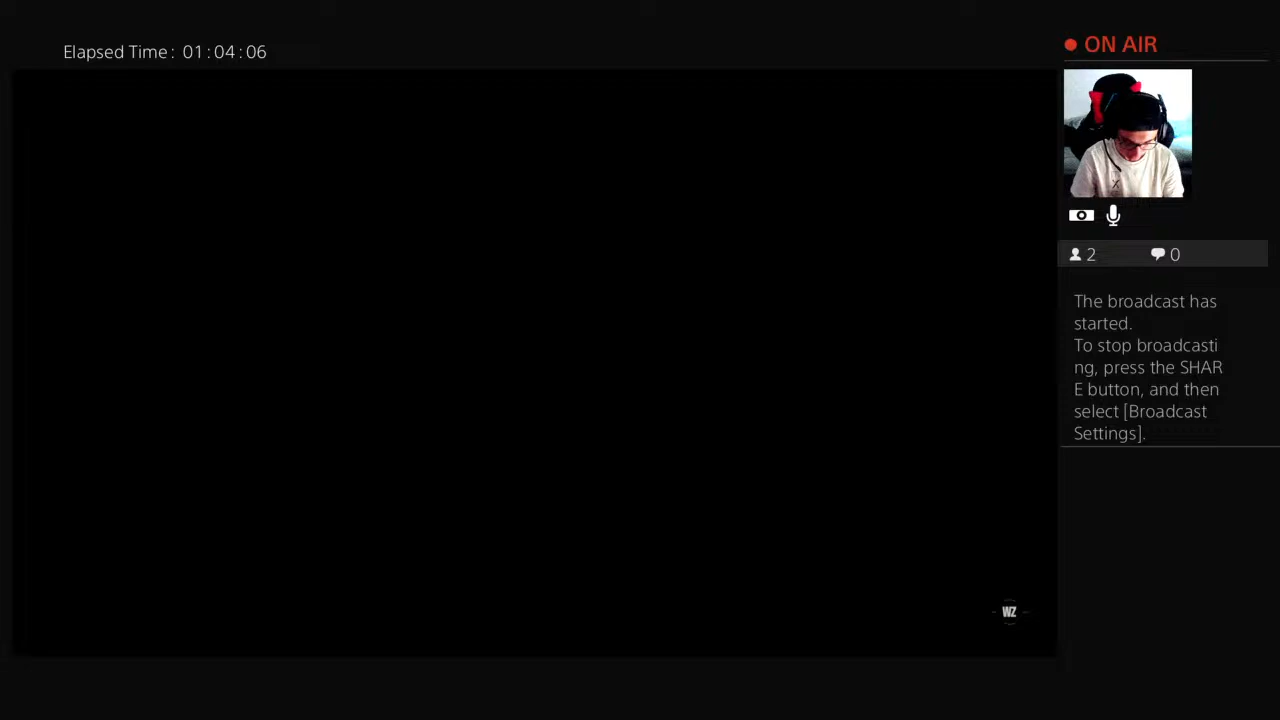 Elapsed Time: 01:04:06
ON AIR
2 0
The broadcast has
started.
To stop broadcasti
ng, press the SHAR
E button, and then
select [Broadcast
Settings].
WZ